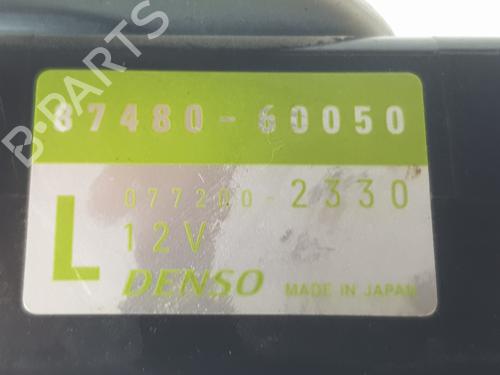 B-PARTS
87480-60050
077200-2330
12V
L
DENSO MADE IN JAPAN